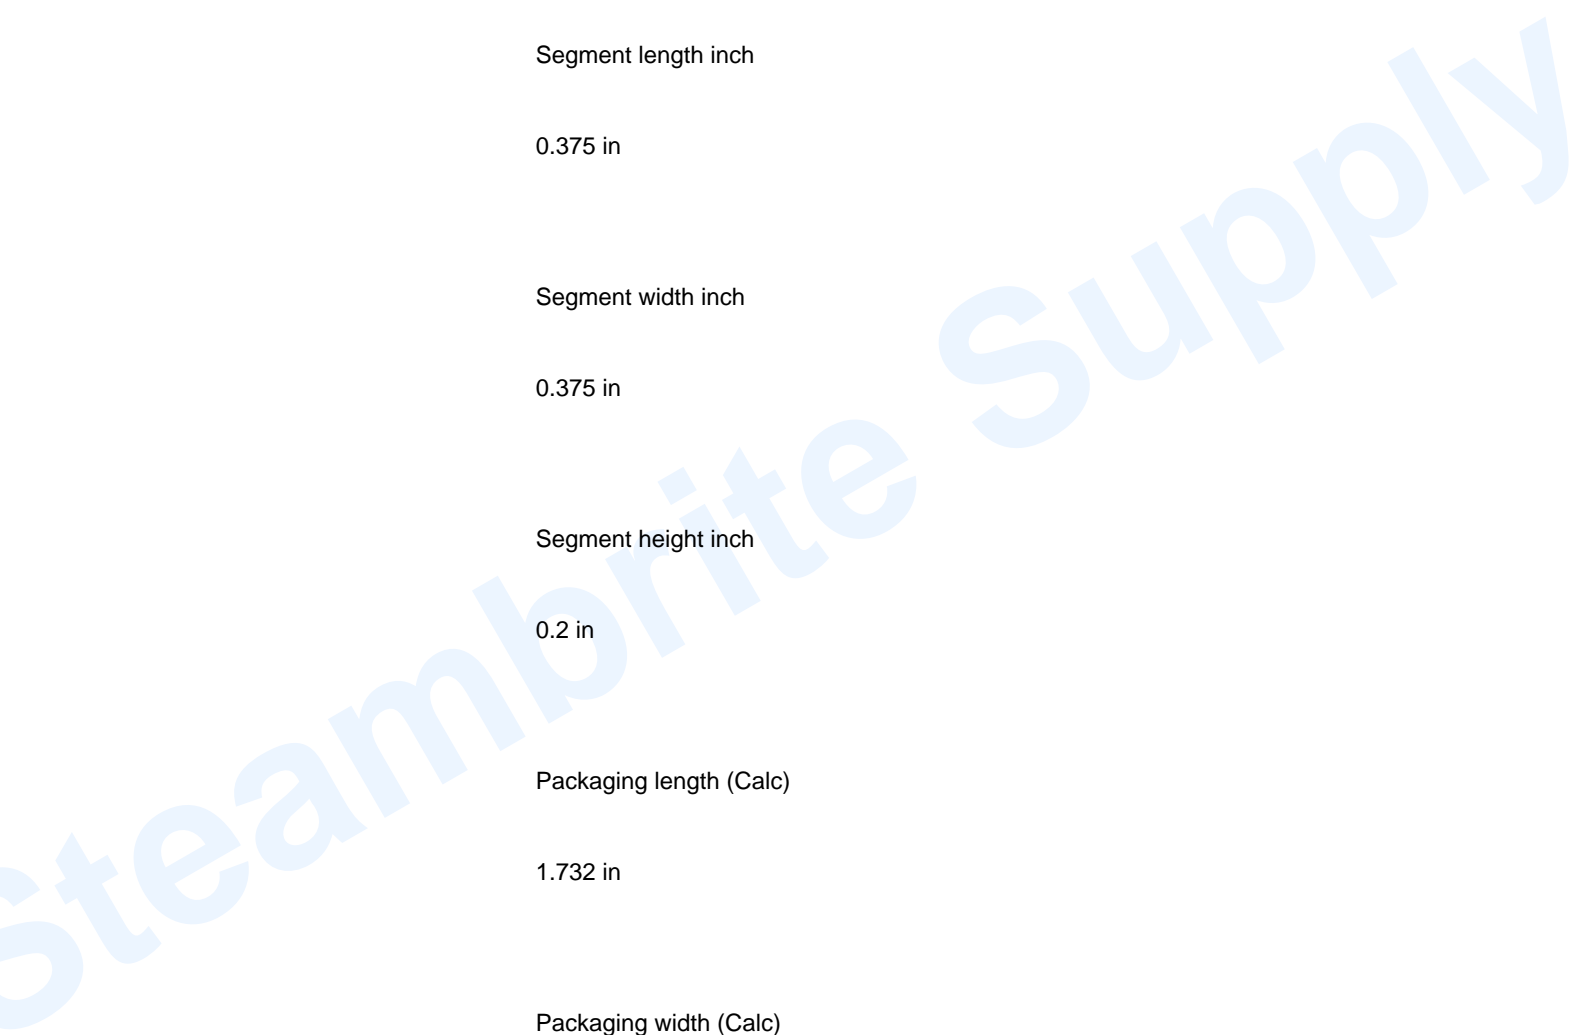 Segment length inch
0.375 in
Segment width inch
0.375 in
Segment height inch
0.2 in
Packaging length (Calc)
1.732 in
Packaging width (Calc)
Steambrite Supply